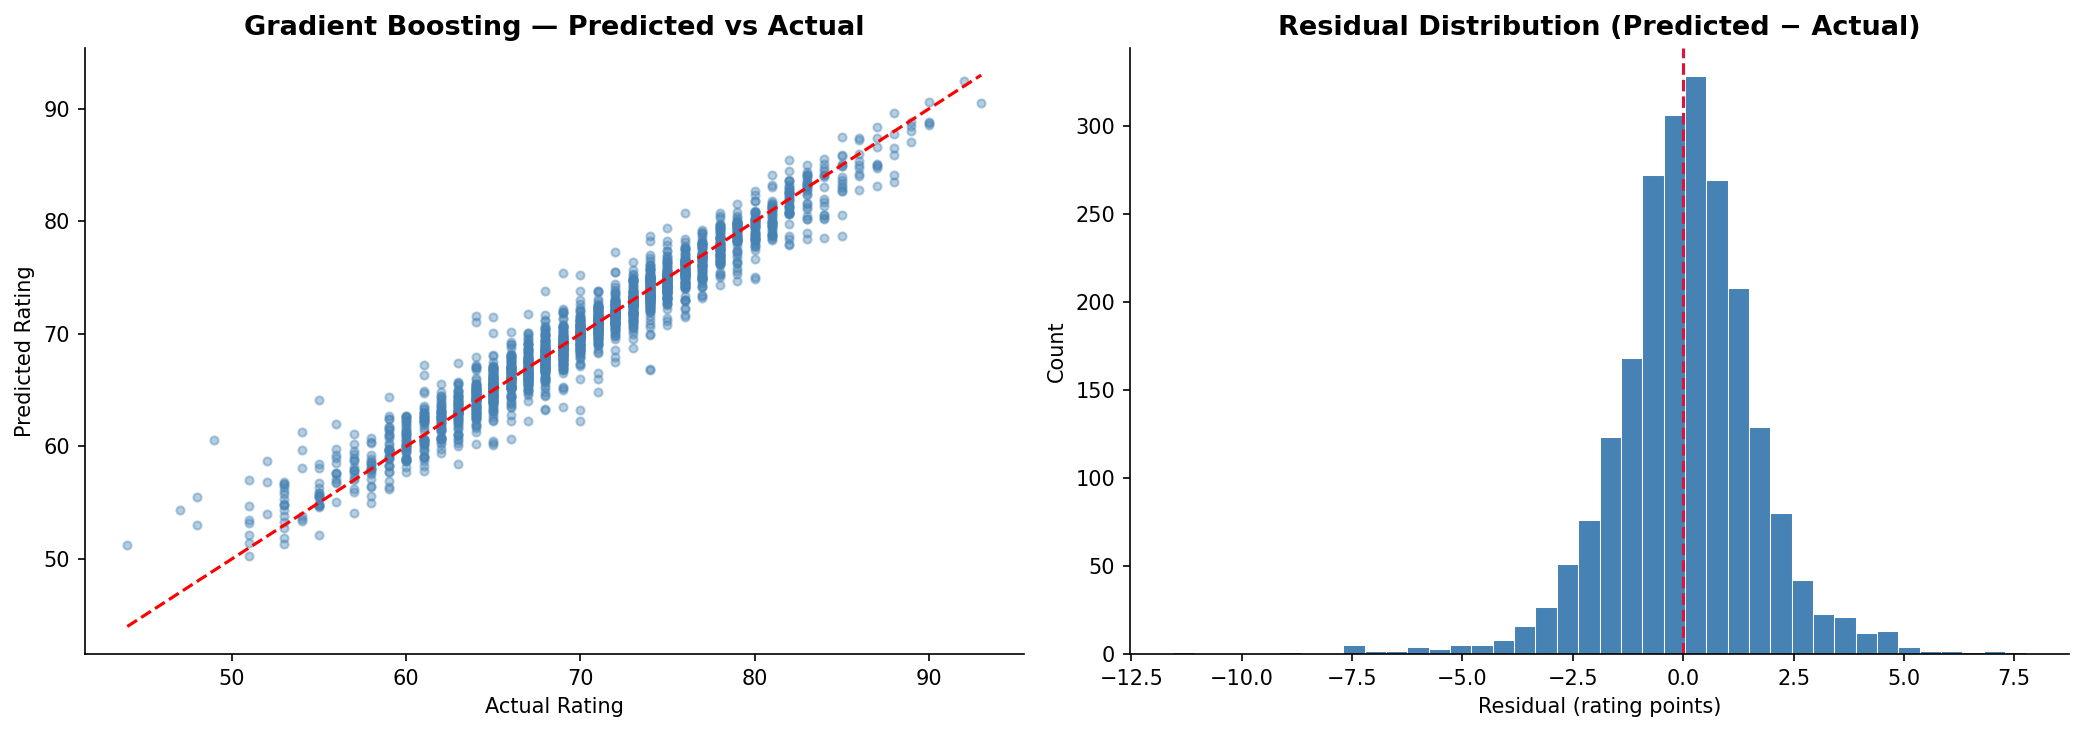 Gradient Boosting — Predicted vs Actual
Predicted Rating
90
80
70
60
50
50 60 70 80 90
Actual Rating
Residual Distribution (Predicted − Actual)
Count
300
250
200
150
100
50
0
−12.5 −10.0 −7.5 −5.0 −2.5 0.0 2.5 5.0 7.5
Residual (rating points)